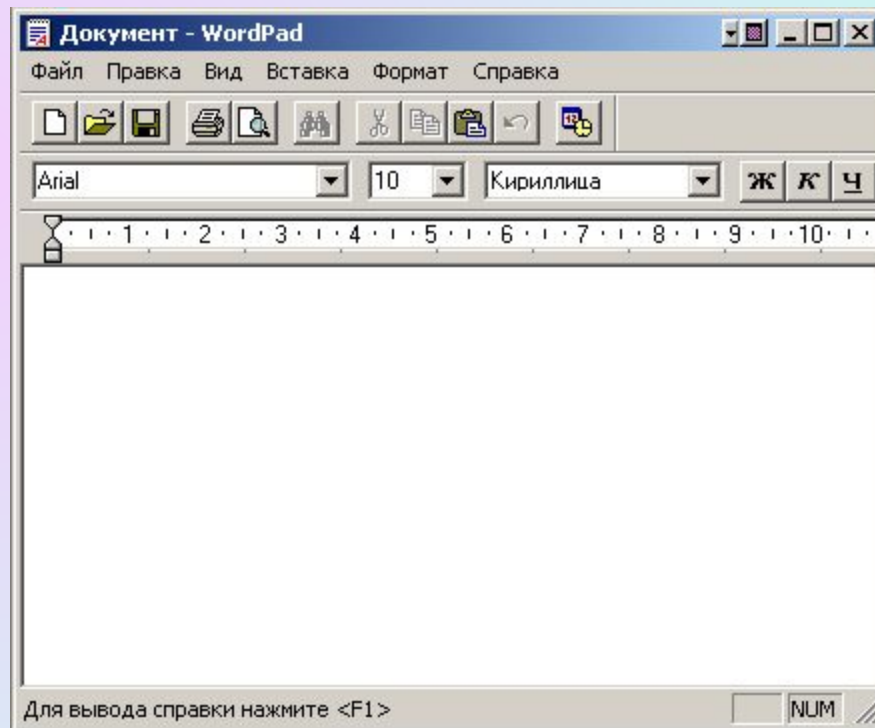 Документ - WordPad
Файл Правка Вид Вставка Формат Справка
Arial 10 Кириллица Ж К Ч
1 2 3 4 5 6 7 8 9 10
Для вывода справки нажмите <F1> NUM